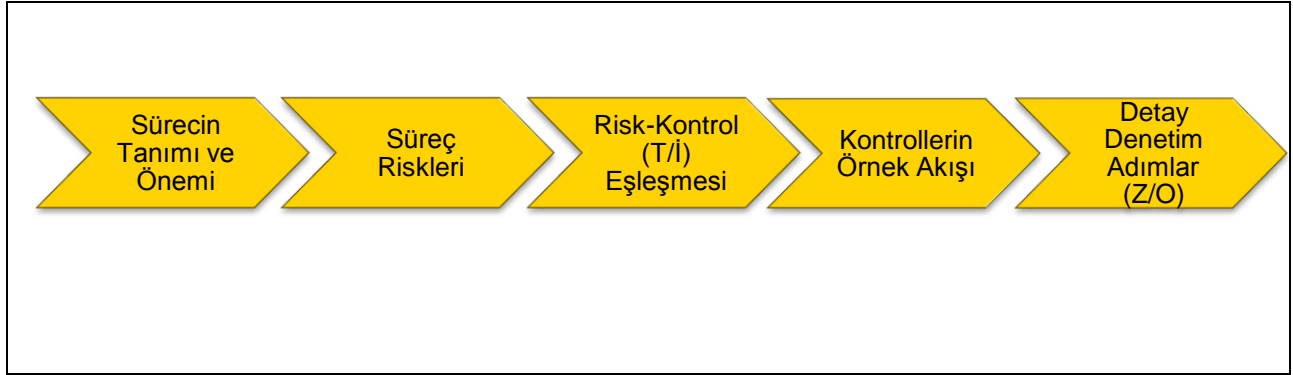 Sürecin
Tanımı ve
Önemi
Süreç
Riskleri
Risk-Kontrol
(T/İ)
Eşleşmesi
Kontrollerin
Örnek Akışı
Detay
Denetim
Adımlar
(Z/O)